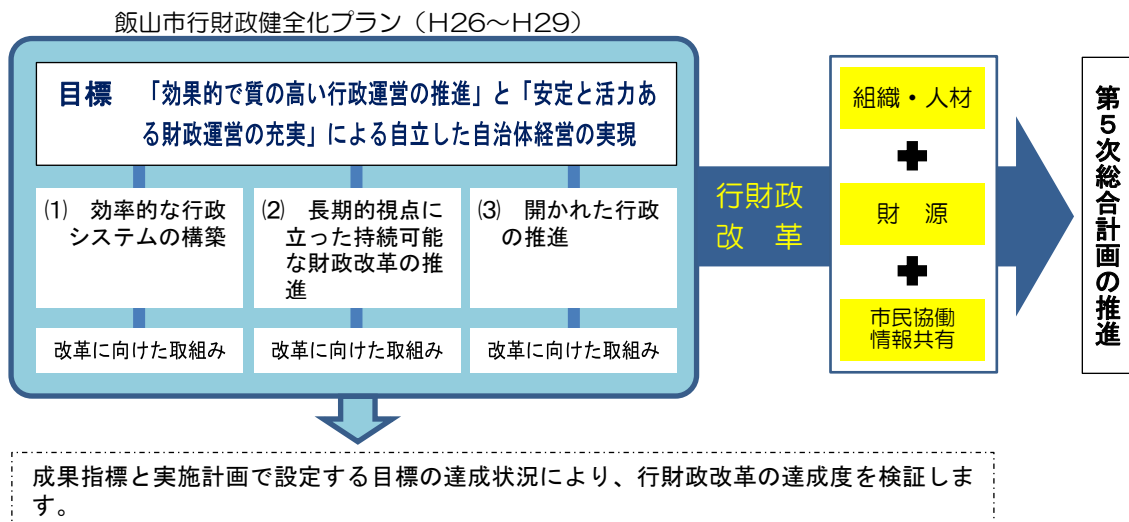 飯山市行財政健全化プラン（H26～H29）
目標　「効果的で質の高い行政運営の推進」と「安定と活力あ
る財政運営の充実」による自立した自治体経営の実現
⑴　効率的な行政
システムの構築
⑵　長期的視点に
立った持続可能
な財政改革の推
進
⑶　開かれた行政
の推進
改革に向けた取組み
改革に向けた取組み
改革に向けた取組み
行財政
改　革
組織・人材
財　源
市民協働
情報共有
第５次総合計画の推進
成果指標と実施計画で設定する目標の達成状況により、行財政改革の達成度を検証しま
す。